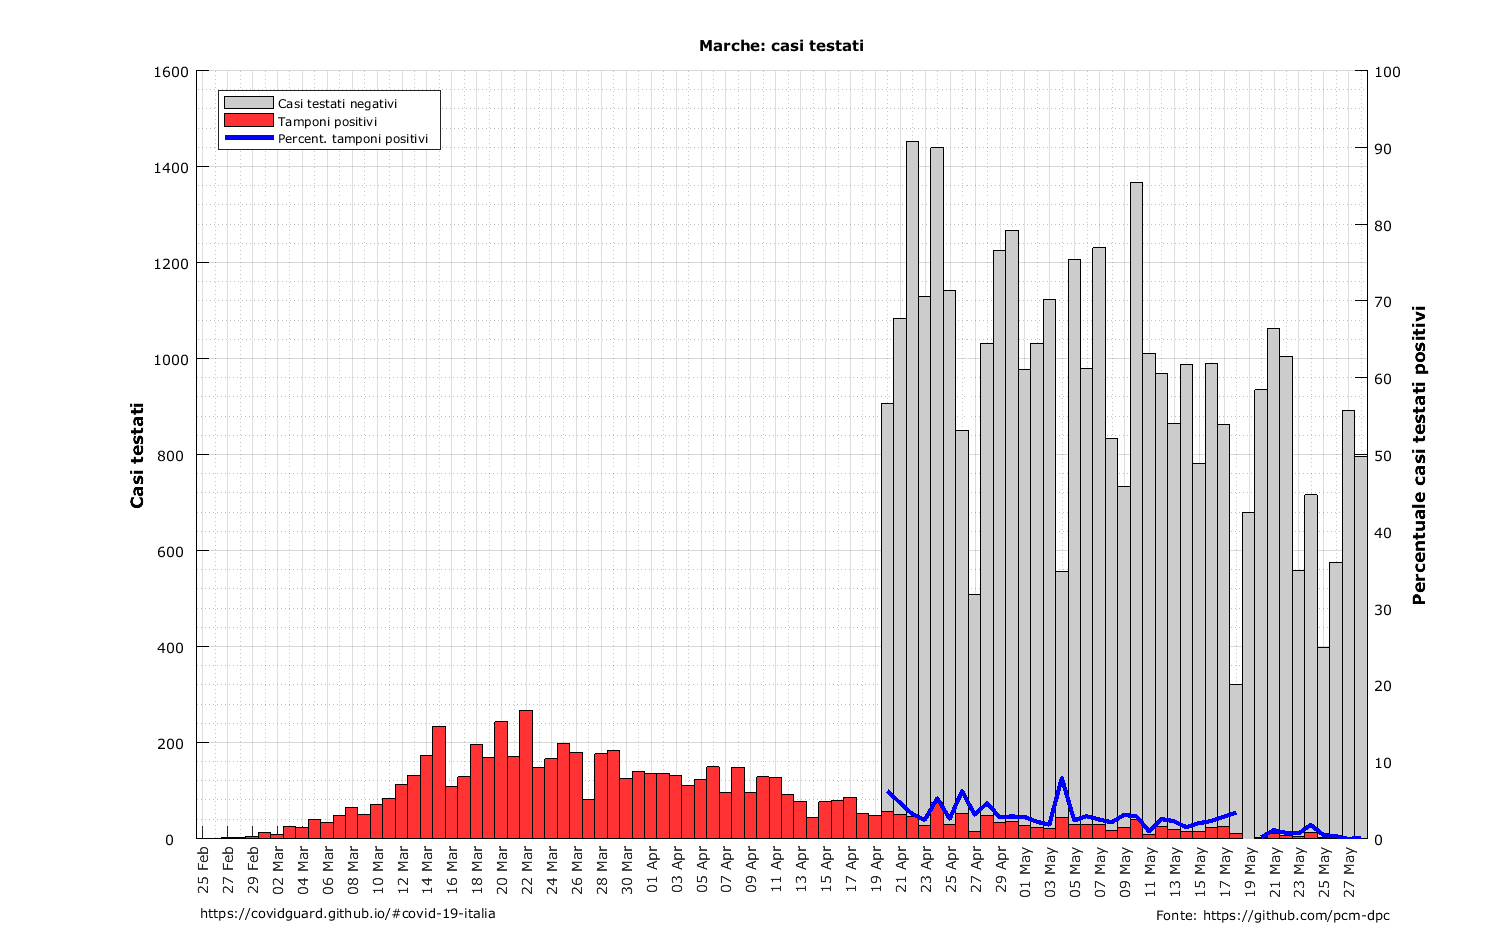 Marche: casi testati
1600
1400
1200
1000
800
600
400
200
0
Casi testati
Casi testati negativi
Tamponi positivi
Percent. tamponi positivi
100
90
80
70
60
50
40
30
20
10
0
Percentuale casi testati positivi
25 Feb
27 Feb
29 Feb
02 Mar
04 Mar
06 Mar
08 Mar
10 Mar
12 Mar
14 Mar
16 Mar
18 Mar
20 Mar
22 Mar
24 Mar
26 Mar
28 Mar
30 Mar
01 Apr
03 Apr
05 Apr
07 Apr
09 Apr
11 Apr
13 Apr
15 Apr
17 Apr
19 Apr
21 Apr
23 Apr
25 Apr
27 Apr
29 Apr
01 May
03 May
05 May
07 May
09 May
11 May
13 May
15 May
17 May
19 May
21 May
23 May
25 May
27 May
https://covidguard.github.io/#covid-19-italia
Fonte: https://github.com/pcm-dpc